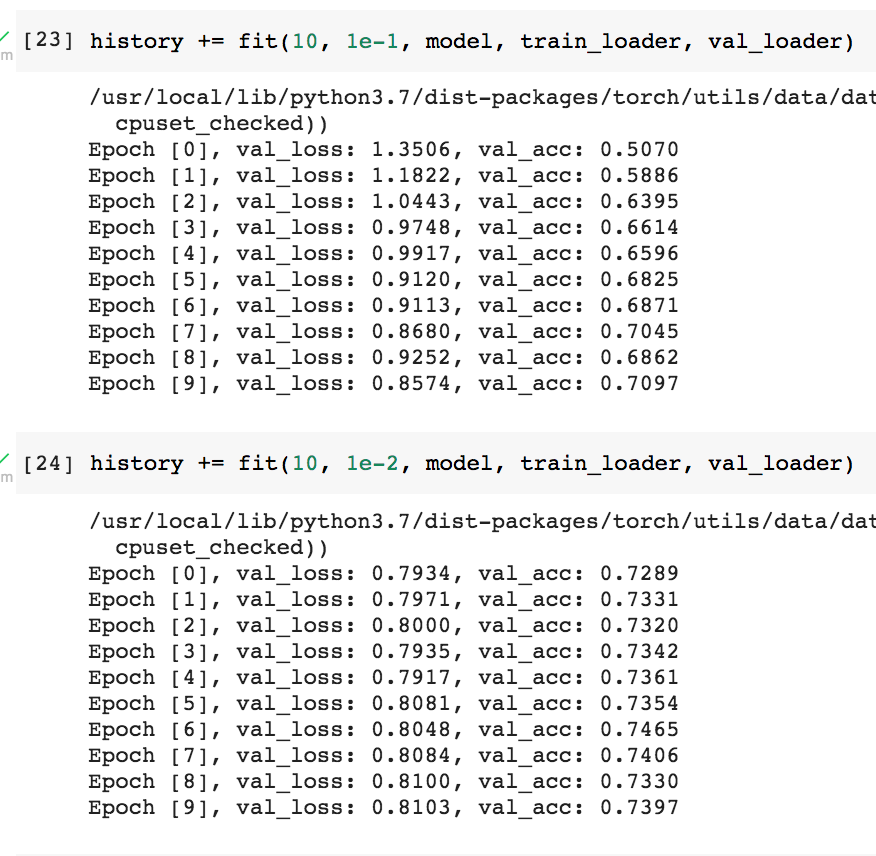 [23] history += fit(10, 1e-1, model, train_loader, val_loader)
m
/usr/local/lib/python3.7/dist-packages/torch/utils/data/dat
cpuset_checked))
Epoch [0], val_loss: 1.3506, val_acc: 0.5070
Epoch [1], val_loss: 1.1822, val_acc: 0.5886
Epoch [2], val_loss: 1.0443, val_acc: 0.6395
Epoch [3], val_loss: 0.9748, val_acc: 0.6614
Epoch [4], val_loss: 0.9917, val_acc: 0.6596
Epoch [5], val_loss: 0.9120, val_acc: 0.6825
Epoch [6], val_loss: 0.9113, val_acc: 0.6871
Epoch [7], val_loss: 0.8680, val_acc: 0.7045
Epoch [8], val_loss: 0.9252, val_acc: 0.6862
Epoch [9], val_loss: 0.8574, val_acc: 0.7097
[24] history += fit(10, 1e-2, model, train_loader, val_loader)
m
/usr/local/lib/python3.7/dist-packages/torch/utils/data/dat
cpuset_checked))
Epoch [0], val_loss: 0.7934, val_acc: 0.7289
Epoch [1], val_loss: 0.7971, val_acc: 0.7331
Epoch [2], val_loss: 0.8000, val_acc: 0.7320
Epoch [3], val_loss: 0.7935, val_acc: 0.7342
Epoch [4], val_loss: 0.7917, val_acc: 0.7361
Epoch [5], val_loss: 0.8081, val_acc: 0.7354
Epoch [6], val_loss: 0.8048, val_acc: 0.7465
Epoch [7], val_loss: 0.8084, val_acc: 0.7406
Epoch [8], val_loss: 0.8100, val_acc: 0.7330
Epoch [9], val_loss: 0.8103, val_acc: 0.7397